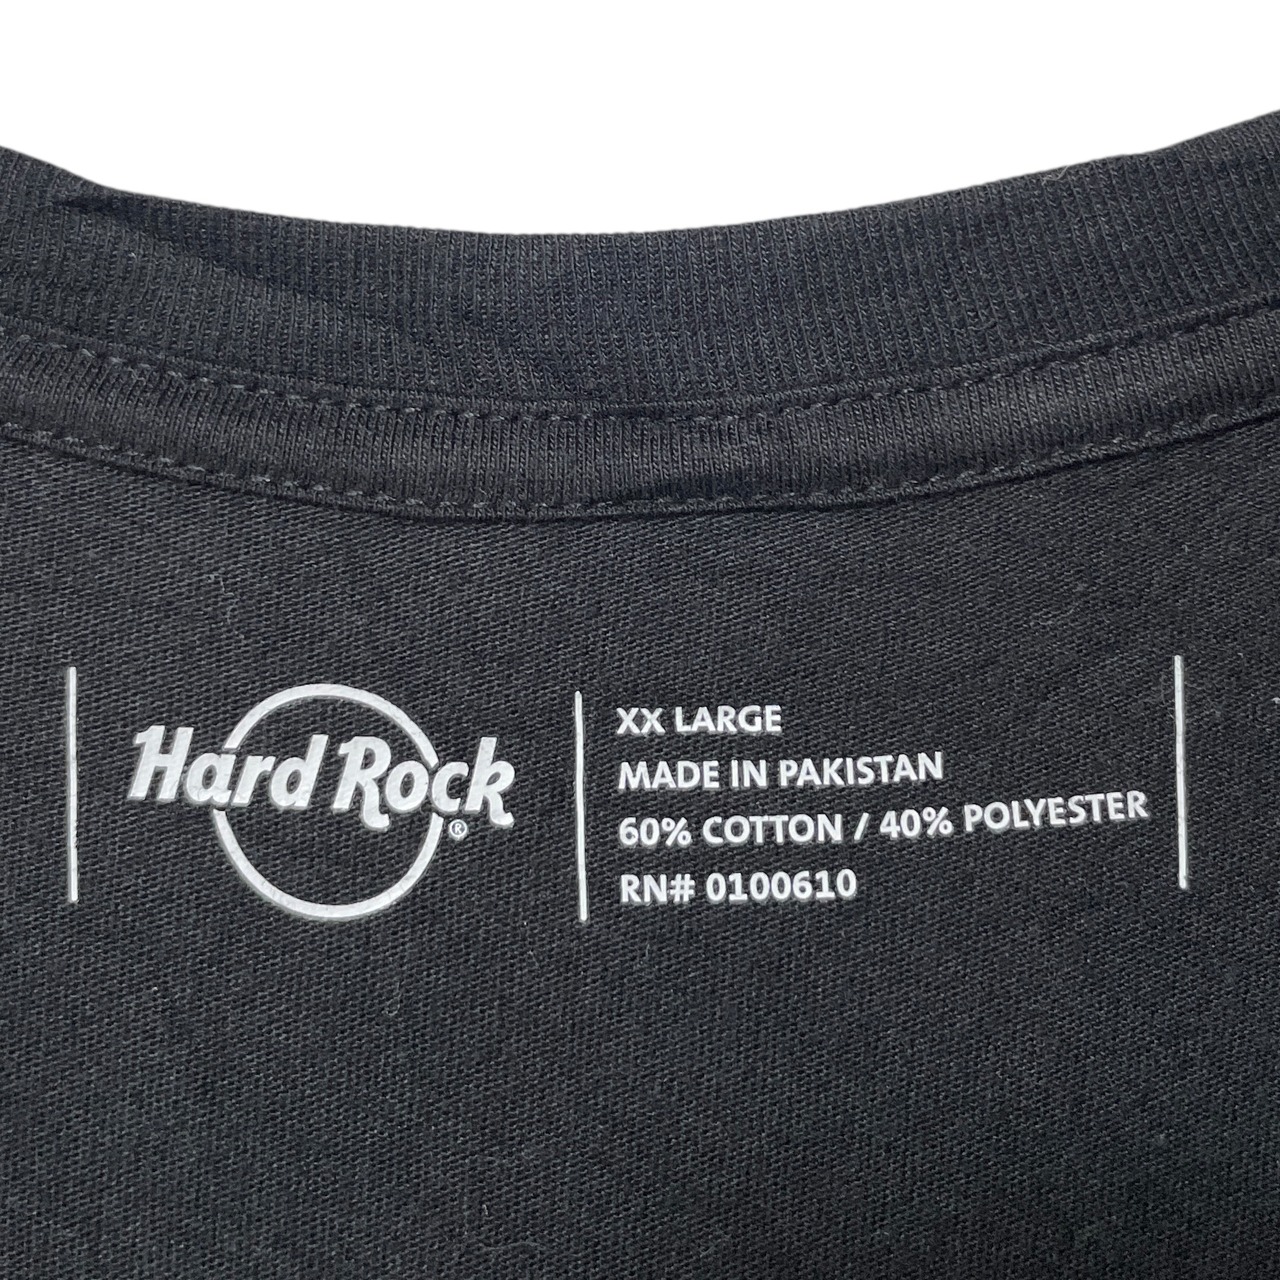 Hard Rock
®
XX LARGE
MADE IN PAKISTAN
60% COTTON / 40% POLYESTER
RN# 0100610